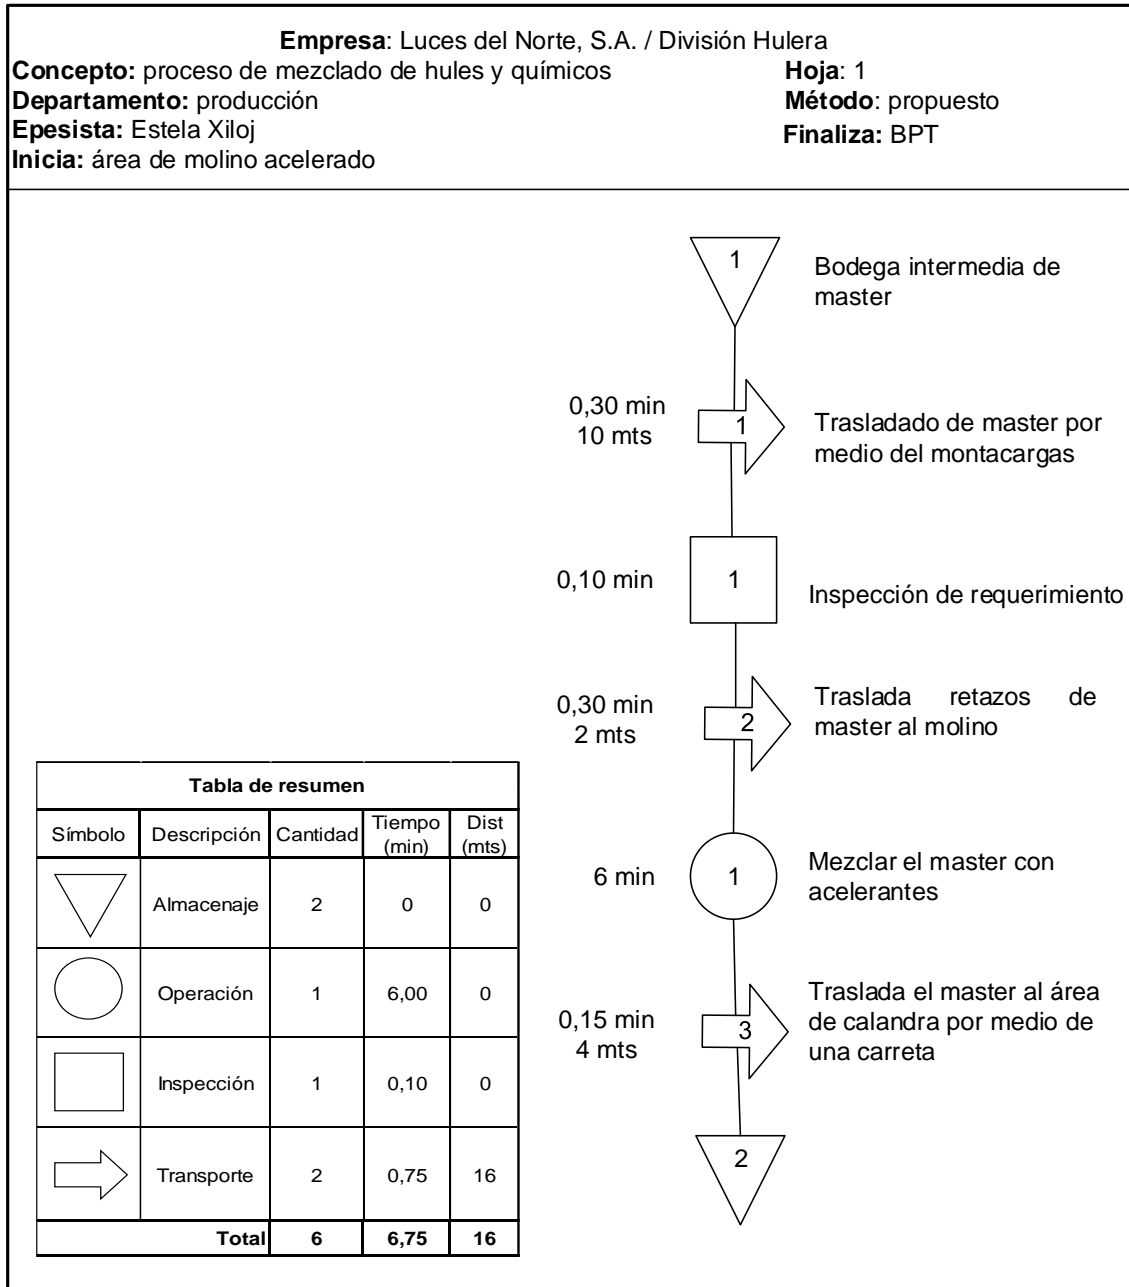 Empresa: Luces del Norte, S.A. / División Hulera
Concepto: proceso de mezclado de hules y químicos
Hoja: 1
Departamento: producción
Método: propuesto
Epesista: Estela Xiloj
Finaliza: BPT
Inicia: área de molino acelerado
1
Bodega intermedia de
master
0,30 min
10 mts
1
Trasladado de master por
medio del montacargas
0,10 min
1
Inspección de requerimiento
0,30 min
2 mts
2
Traslada retazos de
master al molino
6 min
1
Mezclar el master con
acelerantes
0,15 min
4 mts
3
Traslada el master al área
de calandra por medio de
una carreta
2
Tabla de resumen
Símbolo Descripción Cantidad Tiempo (min) Dist (mts)
Almacenaje 2 0 0
Operación 1 6,00 0
Inspección 1 0,10 0
Transporte 2 0,75 16
Total 6 6,75 16